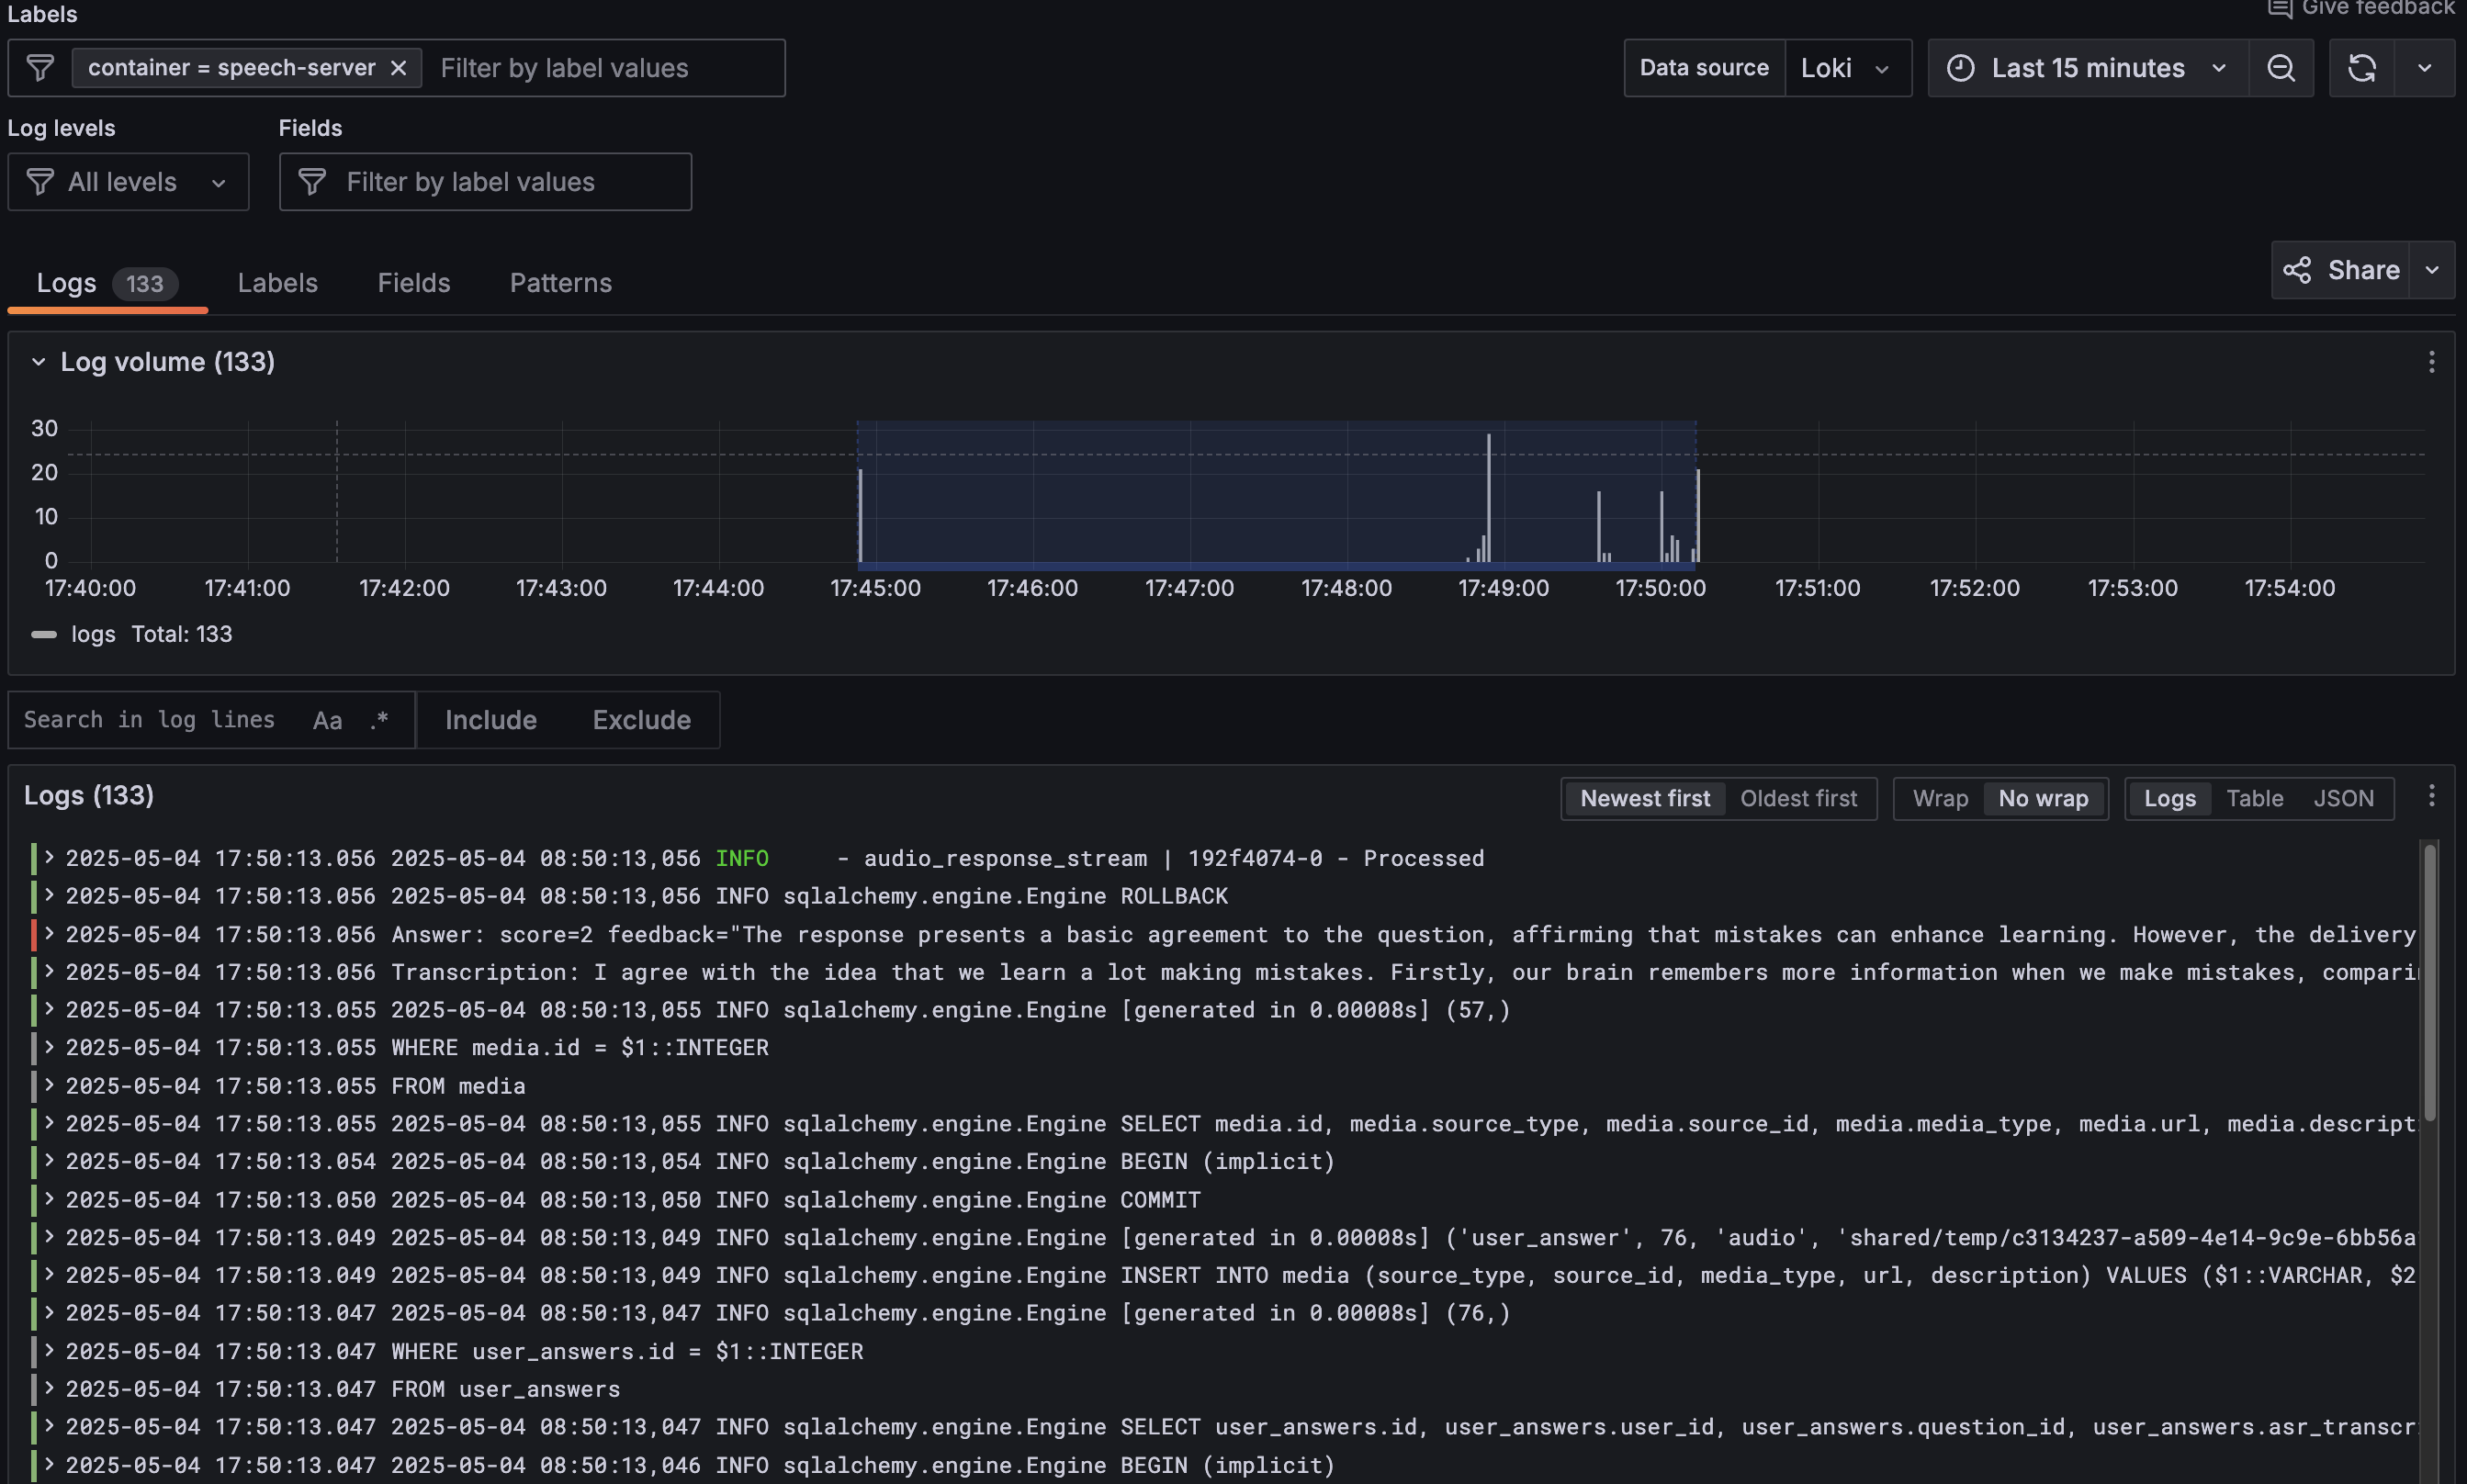 Labels
Give feedback
container = speech-server
Filter by label values
Data source
Loki
Last 15 minutes
Log levels
Fields
All levels
Filter by label values
Logs 133
Labels
Fields
Patterns
Share
Log volume (133)
30
20
10
0
17:40:00 17:41:00 17:42:00 17:43:00 17:44:00 17:45:00 17:46:00 17:47:00 17:48:00 17:49:00 17:50:00 17:51:00 17:52:00 17:53:00 17:54:00
logs Total: 133
Search in log lines Aa .* Include Exclude
Logs (133)
Newest first Oldest first Wrap No wrap Logs Table JSON
2025-05-04 17:50:13.056 2025-05-04 08:50:13,056 INFO - audio_response_stream | 192f4074-0 - Processed
2025-05-04 17:50:13.056 2025-05-04 08:50:13,056 INFO sqlalchemy.engine.Engine ROLLBACK
2025-05-04 17:50:13.056 Answer: score=2 feedback="The response presents a basic agreement to the question, affirming that mistakes can enhance learning. However, the delivery
2025-05-04 17:50:13.056 Transcription: I agree with the idea that we learn a lot making mistakes. Firstly, our brain remembers more information when we make mistakes, compari
2025-05-04 17:50:13.055 2025-05-04 08:50:13,055 INFO sqlalchemy.engine.Engine [generated in 0.00008s] (57,)
2025-05-04 17:50:13.055 WHERE media.id = $1::INTEGER
2025-05-04 17:50:13.055 FROM media
2025-05-04 17:50:13.055 2025-05-04 08:50:13,055 INFO sqlalchemy.engine.Engine SELECT media.id, media.source_type, media.source_id, media.media_type, media.url, media.descript
2025-05-04 17:50:13.054 2025-05-04 08:50:13,054 INFO sqlalchemy.engine.Engine BEGIN (implicit)
2025-05-04 17:50:13.050 2025-05-04 08:50:13,050 INFO sqlalchemy.engine.Engine COMMIT
2025-05-04 17:50:13.049 2025-05-04 08:50:13,049 INFO sqlalchemy.engine.Engine [generated in 0.00008s] ('user_answer', 76, 'audio', 'shared/temp/c3134237-a509-4e14-9c9e-6bb56a
2025-05-04 17:50:13.049 2025-05-04 08:50:13,049 INFO sqlalchemy.engine.Engine INSERT INTO media (source_type, source_id, media_type, url, description) VALUES ($1::VARCHAR, $2
2025-05-04 17:50:13.047 2025-05-04 08:50:13,047 INFO sqlalchemy.engine.Engine [generated in 0.00008s] (76,)
2025-05-04 17:50:13.047 WHERE user_answers.id = $1::INTEGER
2025-05-04 17:50:13.047 FROM user_answers
2025-05-04 17:50:13.047 2025-05-04 08:50:13,047 INFO sqlalchemy.engine.Engine SELECT user_answers.id, user_answers.user_id, user_answers.question_id, user_answers.asr_transcr
2025-05-04 17:50:13.047 2025-05-04 08:50:13,046 INFO sqlalchemy.engine.Engine BEGIN (implicit)